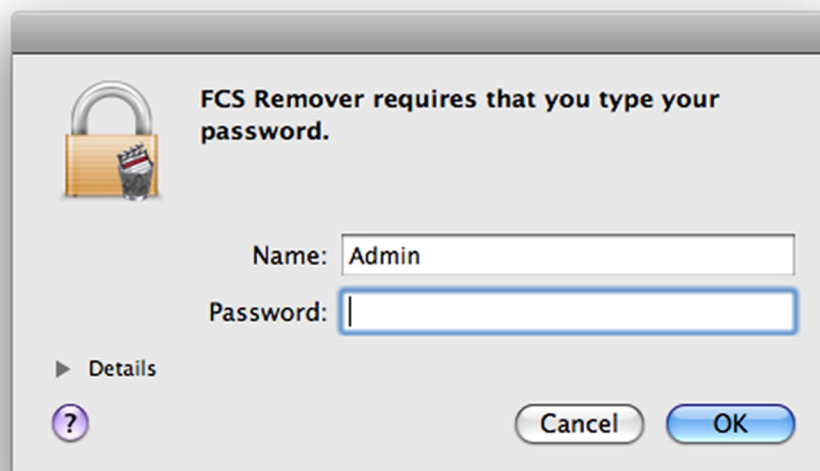 FCS Remover requires that you type your
password.
Name: Admin
Password:
Details
? Cancel OK